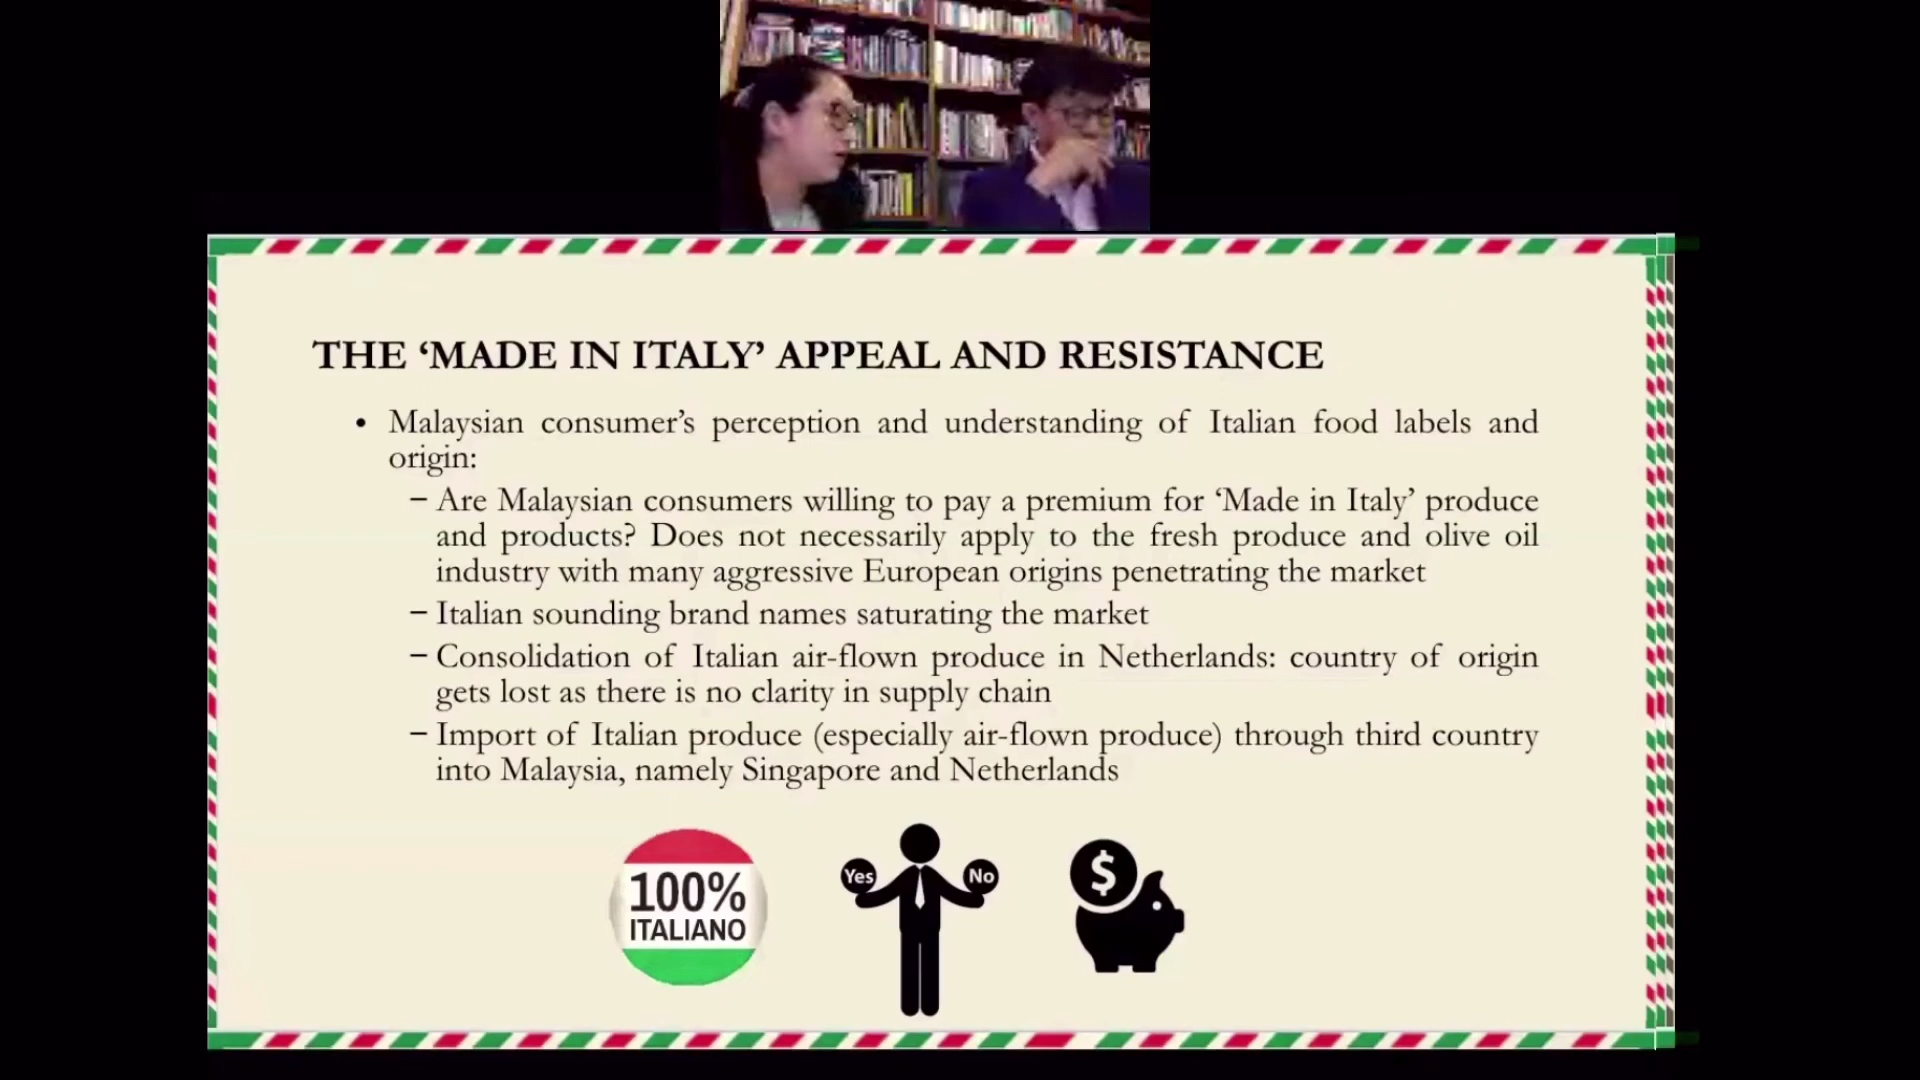 THE ‘MADE IN ITALY’ APPEAL AND RESISTANCE
• Malaysian consumer’s perception and understanding of Italian food labels and
origin:
– Are Malaysian consumers willing to pay a premium for ‘Made in Italy’ produce
and products? Does not necessarily apply to the fresh produce and olive oil
industry with many aggressive European origins penetrating the market
– Italian sounding brand names saturating the market
– Consolidation of Italian air-flown produce in Netherlands: country of origin
gets lost as there is no clarity in supply chain
– Import of Italian produce (especially air-flown produce) through third country
into Malaysia, namely Singapore and Netherlands
100%
ITALIANO
Yes
No
$